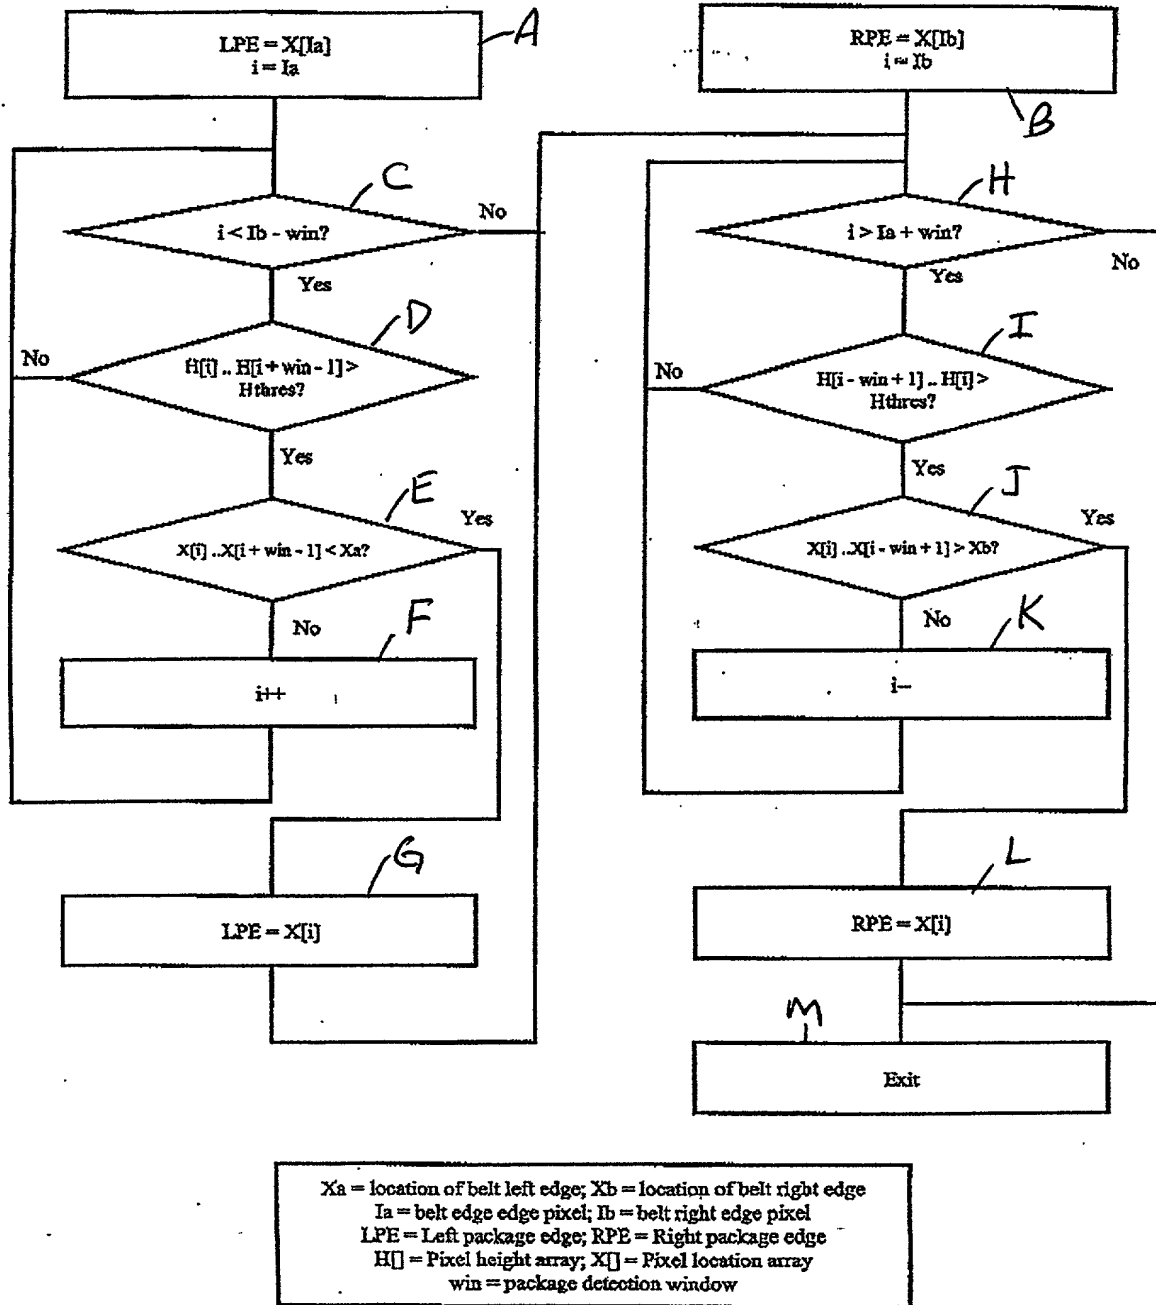 LPE = X[Ia]
i = Ia
A
C
i < Ib - win?
No
Yes
D
No
H[i] .. H[i + win - 1] >
Hthres?
Yes
E
Yes
X[i] ..X[i + win - 1] < Xa?
No
F
i++
G
LPE = X[i]
RPE = X[Ib]
i = Ib
B
H
i > Ia + win?
No
Yes
I
No
H[i - win + 1] .. H[i] >
Hthres?
Yes
J
Yes
X[i] ..X[i - win + 1] > Xb?
No
K
i--
L
RPE = X[i]
M
Exit
Xa = location of belt left edge; Xb = location of belt right edge
Ia = belt edge edge pixel; Ib = belt right edge pixel
LPE = Left package edge; RPE = Right package edge
H[] = Pixel height array; X[] = Pixel location array
win = package detection window